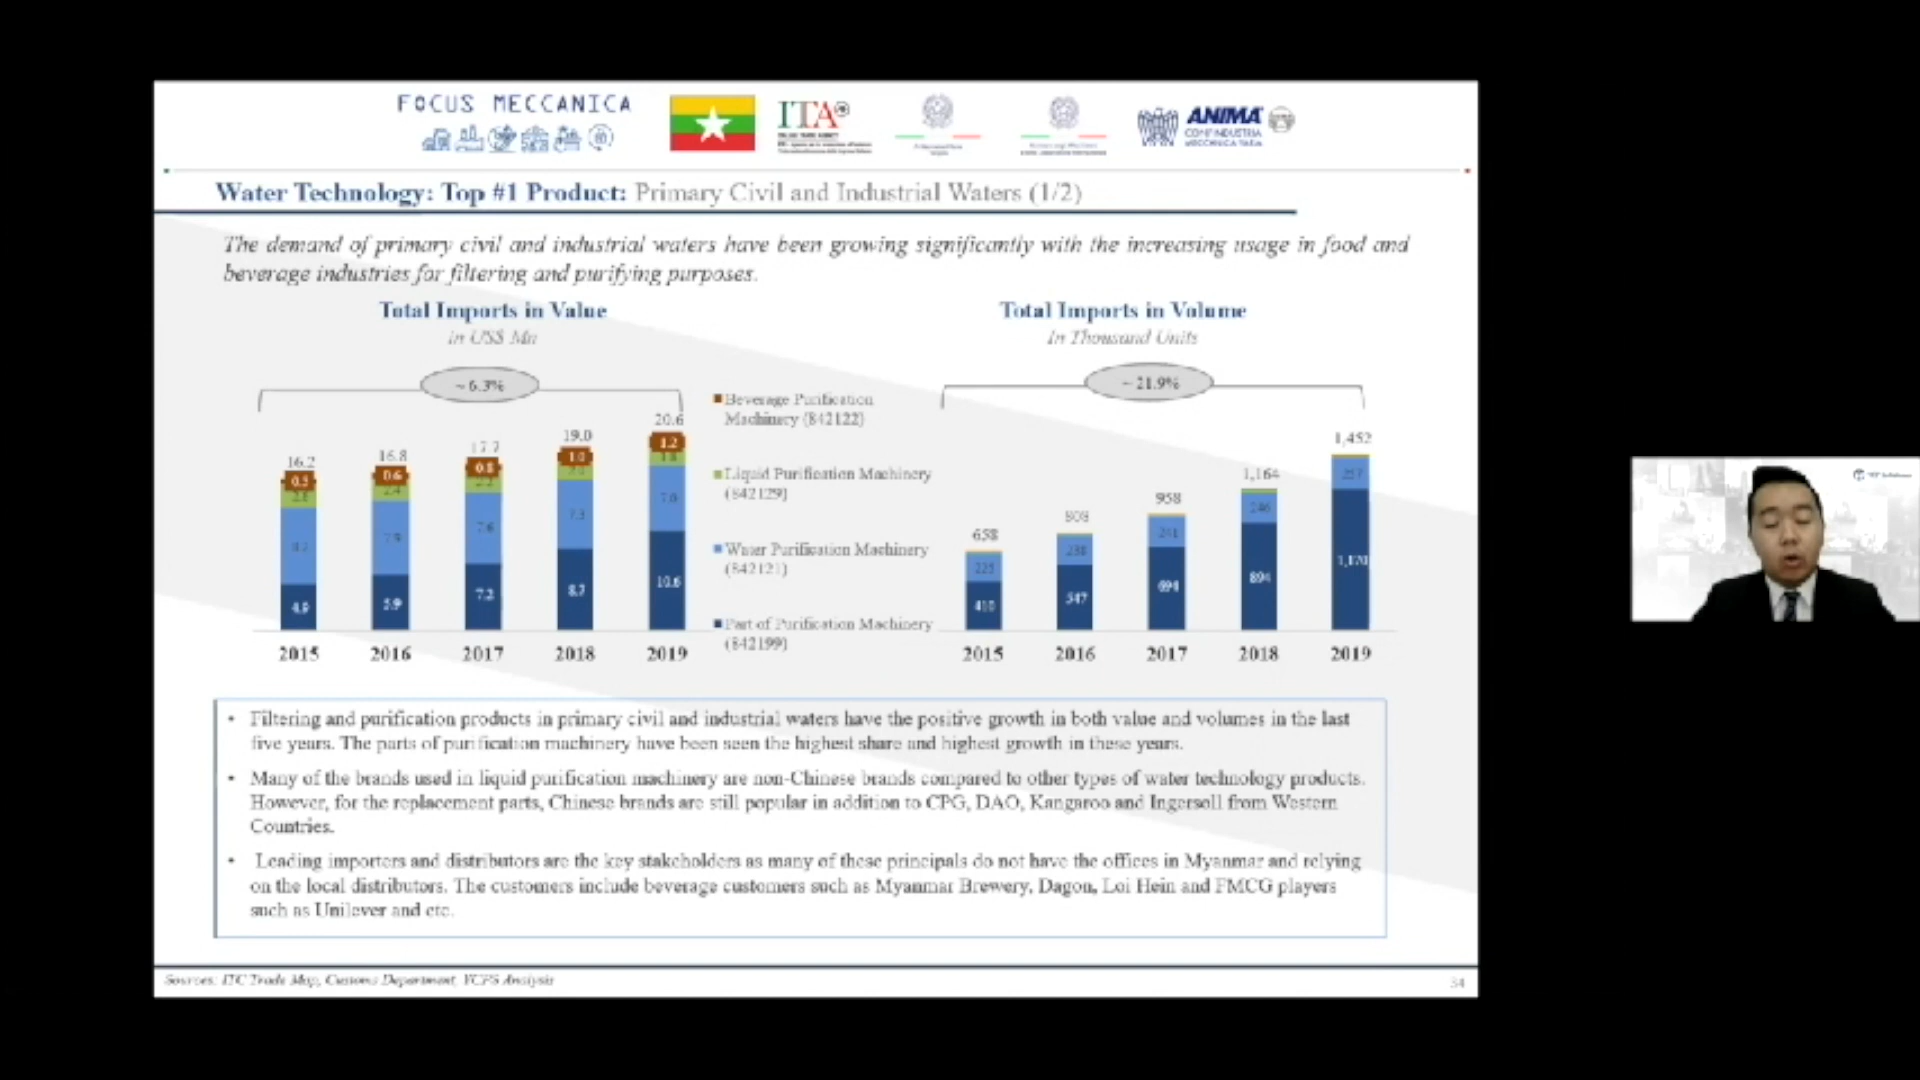 FOCUS MECCANICA
ITA
ANIMA
CONFINDUSTRIA
MECCANICA VARIA
Water Technology: Top #1 Product: Primary Civil and Industrial Waters (1/2)
The demand of primary civil and industrial waters have been growing significantly with the increasing usage in food and
beverage industries for filtering and purifying purposes.
Total Imports in Value
in US$ Mn
~ 6.3%
16.2
16.8
17.7
19.0
20.6
0.5
0.6
0.8
1.0
1.2
2.4
7.9
7.6
7.3
7.0
4.9
5.9
7.2
8.7
10.6
2015
2016
2017
2018
2019
Beverage Purification
Machinery (842122)
Liquid Purification Machinery
(842129)
Water Purification Machinery
(842121)
Part of Purification Machinery
(842199)
Total Imports in Volume
In Thousand Units
~ 21.9%
658
808
958
1,164
1,452
225
238
241
246
257
410
547
694
894
1,170
2015
2016
2017
2018
2019
• Filtering and purification products in primary civil and industrial waters have the positive growth in both value and volumes in the last
five years. The parts of purification machinery have been seen the highest share and highest growth in these years.
• Many of the brands used in liquid purification machinery are non-Chinese brands compared to other types of water technology products.
However, for the replacement parts, Chinese brands are still popular in addition to CPG, DAO, Kangaroo and Ingersoll from Western
Countries.
• Leading importers and distributors are the key stakeholders as many of these principals do not have the offices in Myanmar and relying
on the local distributors. The customers include beverage customers such as Myanmar Brewery, Dagon, Loi Hein and FMCG players
such as Unilever and etc.
Sources: ITC Trade Map, Customs Department, YCPS Analysis
34